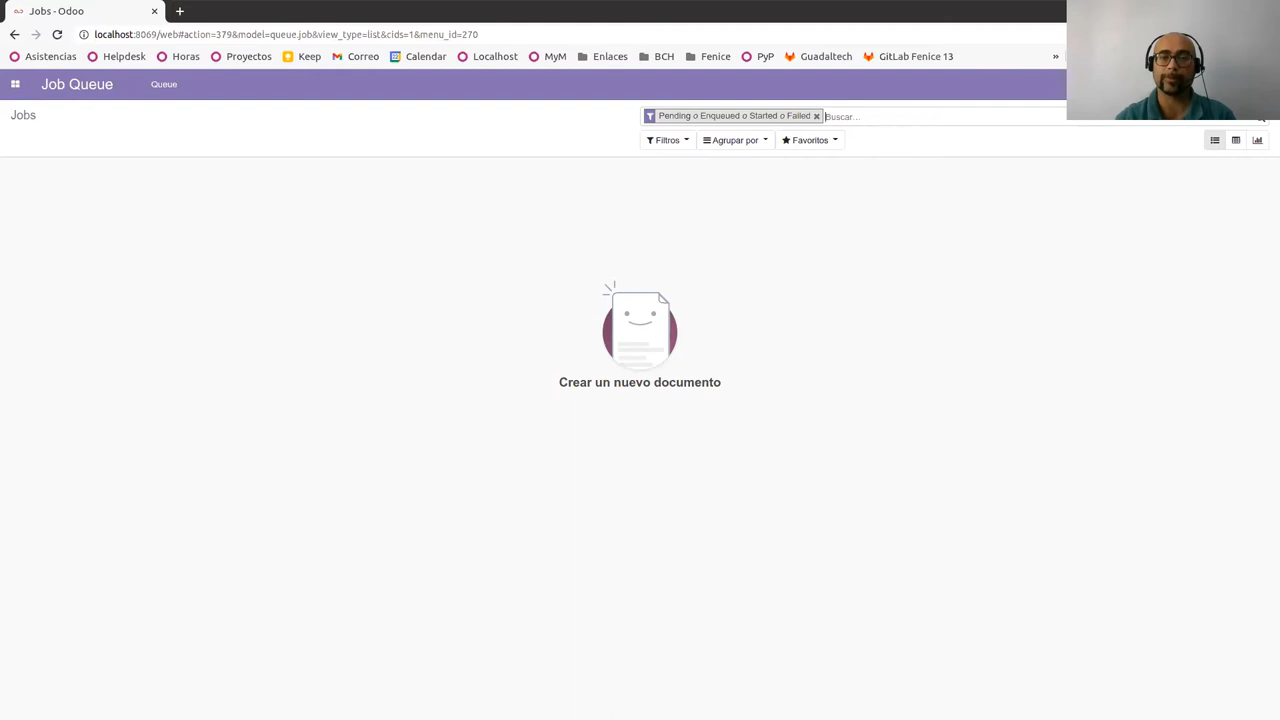 Jobs - Odoo
localhost:8069/web#action=379&model=queue.job&view_type=list&cids=1&menu_id=270
Asistencias Helpdesk Horas Proyectos Keep Correo Calendar Localhost MyM Enlaces BCH Fenice PyP Guadaltech GitLab Fenice 13 »
Job Queue Queue
Jobs
Pending o Enqueued o Started o Failed Buscar...
Filtros Agrupar por Favoritos
Crear un nuevo documento